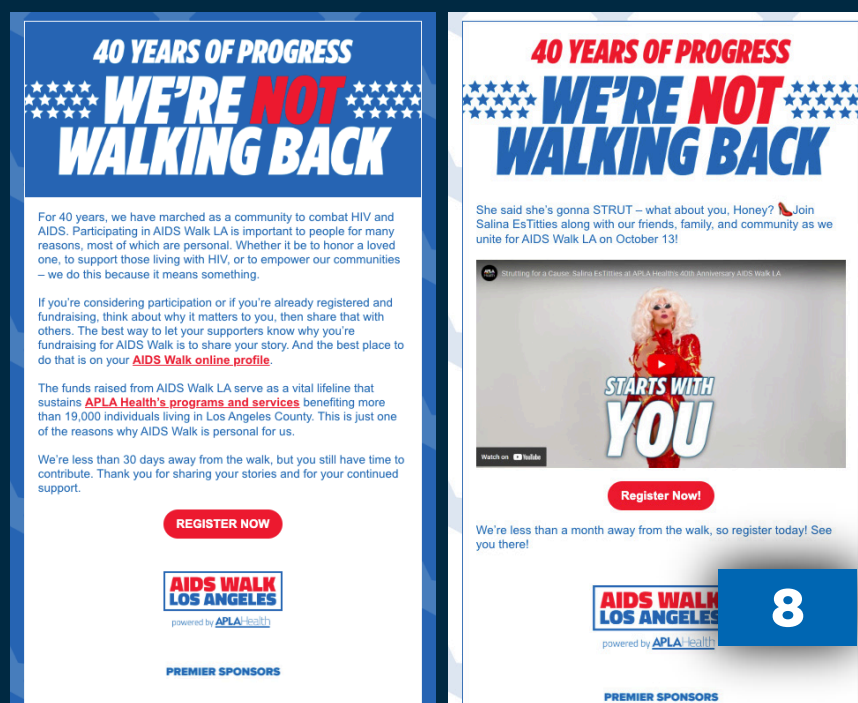 40 YEARS OF PROGRESS
WE'RE NOT
WALKING BACK
For 40 years, we have marched as a community to combat HIV and
AIDS. Participating in AIDS Walk LA is important to people for many
reasons, most of which are personal. Whether it be to honor a loved
one, to support those living with HIV, or to empower our communities
– we do this because it means something.
If you're considering participation or if you're already registered and
fundraising, think about why it matters to you, then share that with
others. The best way to let your supporters know why you're
fundraising for AIDS Walk is to share your story. And the best place to
do that is on your AIDS Walk online profile.
The funds raised from AIDS Walk LA serve as a vital lifeline that
sustains APLA Health's programs and services benefiting more
than 19,000 individuals living in Los Angeles County. This is just one
of the reasons why AIDS Walk is personal for us.
We're less than 30 days away from the walk, but you still have time to
contribute. Thank you for sharing your stories and for your continued
support.
REGISTER NOW
AIDS WALK
LOS ANGELES
powered by APLAHealth
PREMIER SPONSORS
40 YEARS OF PROGRESS
WE'RE NOT
WALKING BACK
She said she's gonna STRUT – what about you, Honey? 👠Join
Salina EsTitties along with our friends, family, and community as we
unite for AIDS Walk LA on October 13!
APLA Health
Strutting for a Cause: Salina EsTitties at APLA Health's 40th Anniversary AIDS Walk LA
STARTS WITH
YOU
Watch on YouTube
Register Now!
We're less than a month away from the walk, so register today! See
you there!
AIDS WALK
LOS ANGELES
powered by APLAHealth
PREMIER SPONSORS
8